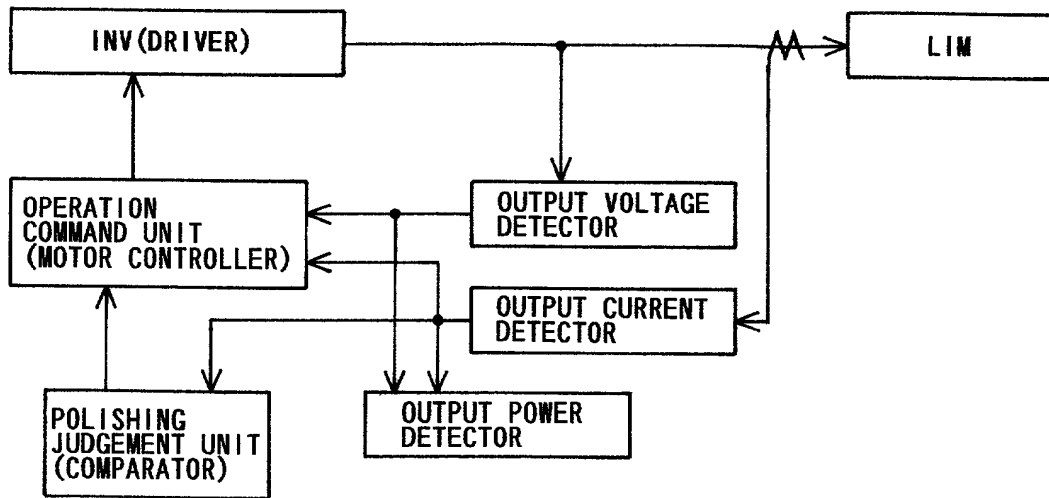 INV(DRIVER)
LIM
OPERATION
COMMAND UNIT
(MOTOR CONTROLLER)
OUTPUT VOLTAGE
DETECTOR
OUTPUT CURRENT
DETECTOR
POLISHING
JUDGEMENT UNIT
(COMPARATOR)
OUTPUT POWER
DETECTOR